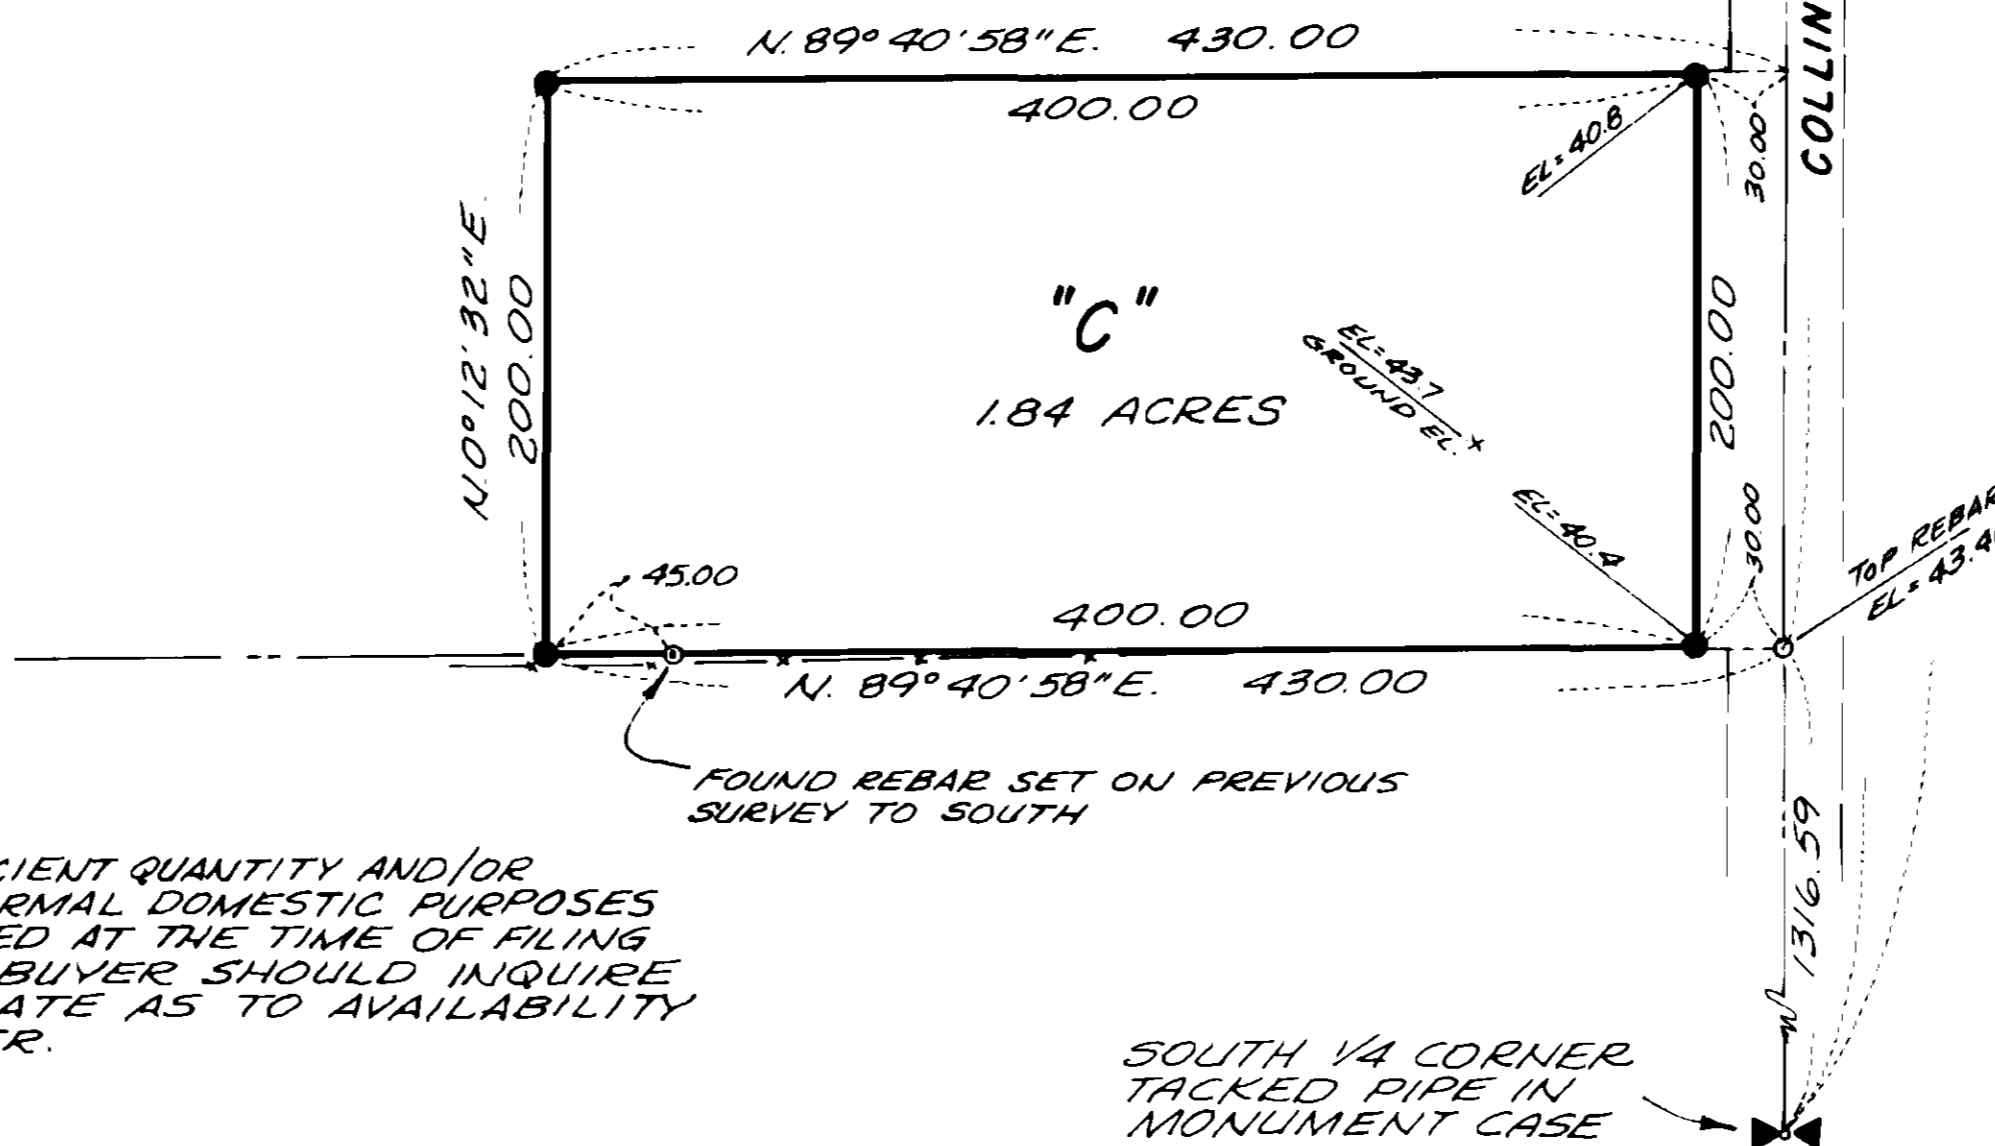 N. 89° 40' 58" E. 430.00
400.00
COLLIN
EL= 40.8
30.00
N. 0° 12' 32" E.
200.00
"C"
1.84 ACRES
EL= 43.7
GROUND EL.
200.00
EL= 40.4
30.00
TOP REBAR
EL= 43.4
45.00
400.00
N. 89° 40' 58" E. 430.00
FOUND REBAR SET ON PREVIOUS
SURVEY TO SOUTH
1316.59
CIENT QUANTITY AND/OR
RMAL DOMESTIC PURPOSES
ED AT THE TIME OF FILING
BUYER SHOULD INQUIRE
ATE AS TO AVAILABILITY
ER.
SOUTH 1/4 CORNER
TACKED PIPE IN
MONUMENT CASE